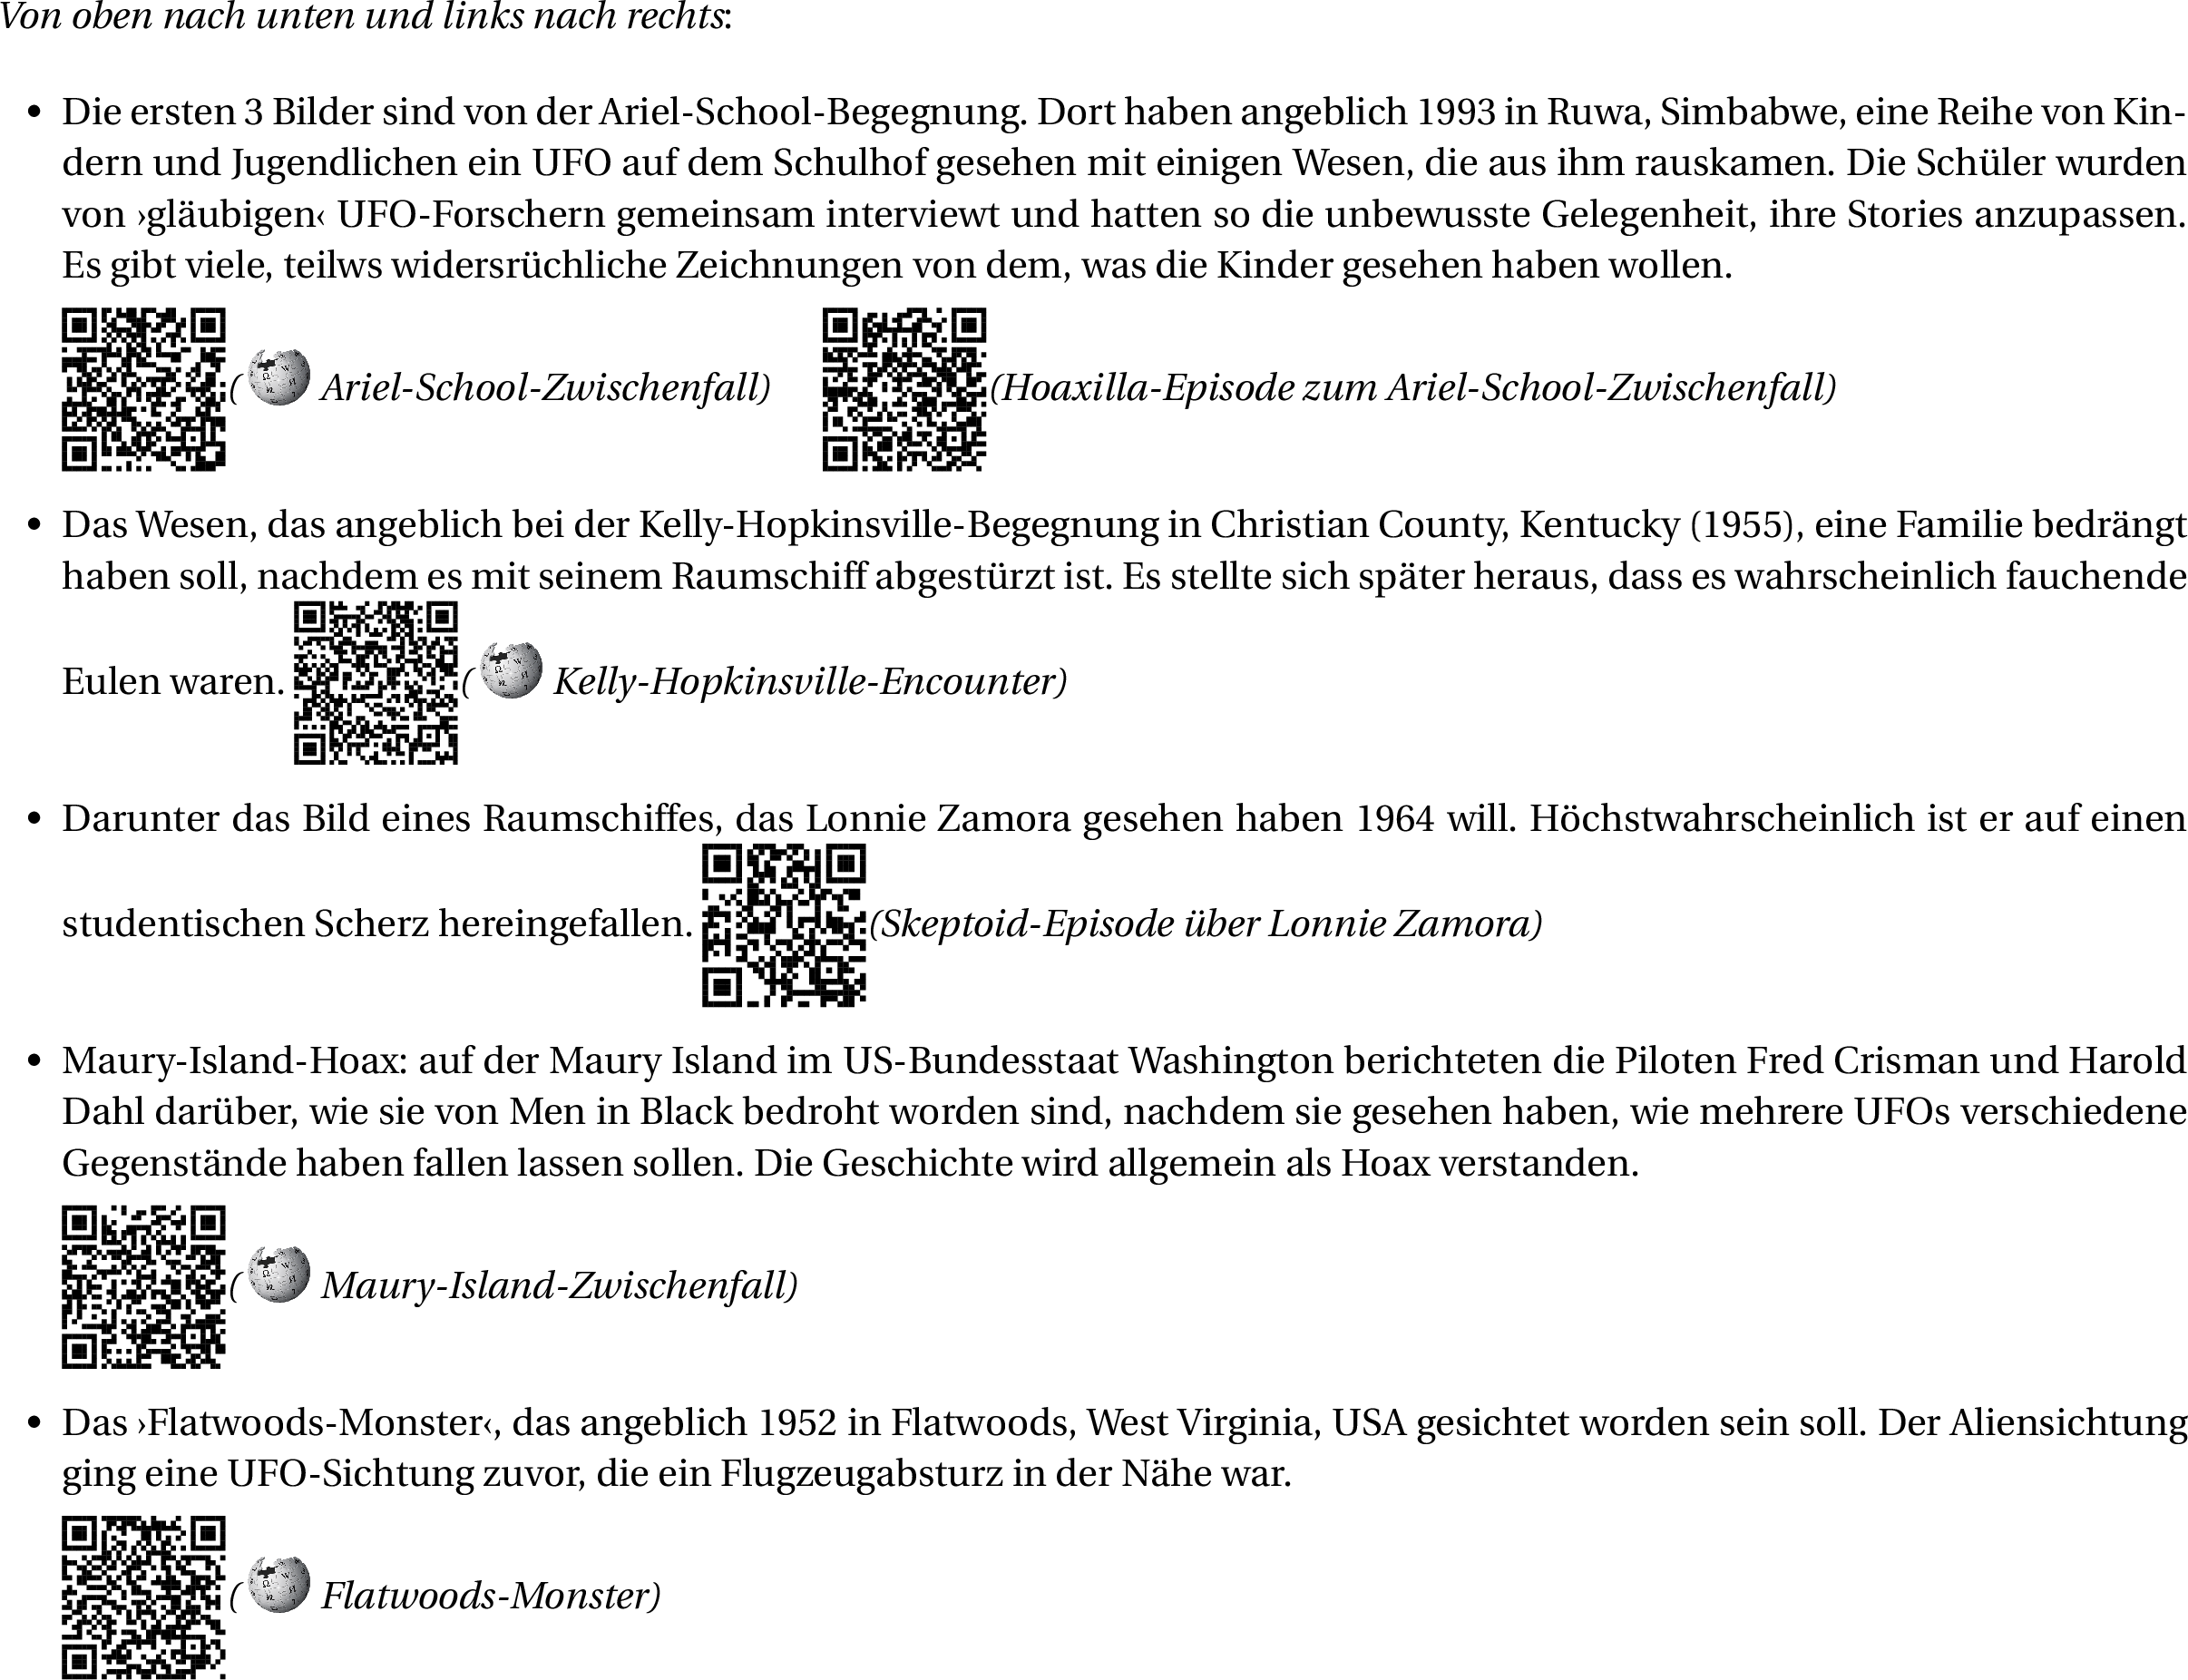 Von oben nach unten und links nach rechts:
• Die ersten 3 Bilder sind von der Ariel-School-Begegnung. Dort haben angeblich 1993 in Ruwa, Simbabwe, eine Reihe von Kin-
dern und Jugendlichen ein UFO auf dem Schulhof gesehen mit einigen Wesen, die aus ihm rauskamen. Die Schüler wurden
von ›gläubigen‹ UFO-Forschern gemeinsam interviewt und hatten so die unbewusste Gelegenheit, ihre Stories anzupassen.
Es gibt viele, teilws widersrüchliche Zeichnungen von dem, was die Kinder gesehen haben wollen.
( Ariel-School-Zwischenfall) (Hoaxilla-Episode zum Ariel-School-Zwischenfall)
• Das Wesen, das angeblich bei der Kelly-Hopkinsville-Begegnung in Christian County, Kentucky (1955), eine Familie bedrängt
haben soll, nachdem es mit seinem Raumschiff abgestürzt ist. Es stellte sich später heraus, dass es wahrscheinlich fauchende
Eulen waren. ( Kelly-Hopkinsville-Encounter)
• Darunter das Bild eines Raumschiffes, das Lonnie Zamora gesehen haben 1964 will. Höchstwahrscheinlich ist er auf einen
studentischen Scherz hereingefallen. (Skeptoid-Episode über Lonnie Zamora)
• Maury-Island-Hoax: auf der Maury Island im US-Bundesstaat Washington berichteten die Piloten Fred Crisman und Harold
Dahl darüber, wie sie von Men in Black bedroht worden sind, nachdem sie gesehen haben, wie mehrere UFOs verschiedene
Gegenstände haben fallen lassen sollen. Die Geschichte wird allgemein als Hoax verstanden.
( Maury-Island-Zwischenfall)
• Das ›Flatwoods-Monster‹, das angeblich 1952 in Flatwoods, West Virginia, USA gesichtet worden sein soll. Der Aliensichtung
ging eine UFO-Sichtung zuvor, die ein Flugzeugabsturz in der Nähe war.
( Flatwoods-Monster)